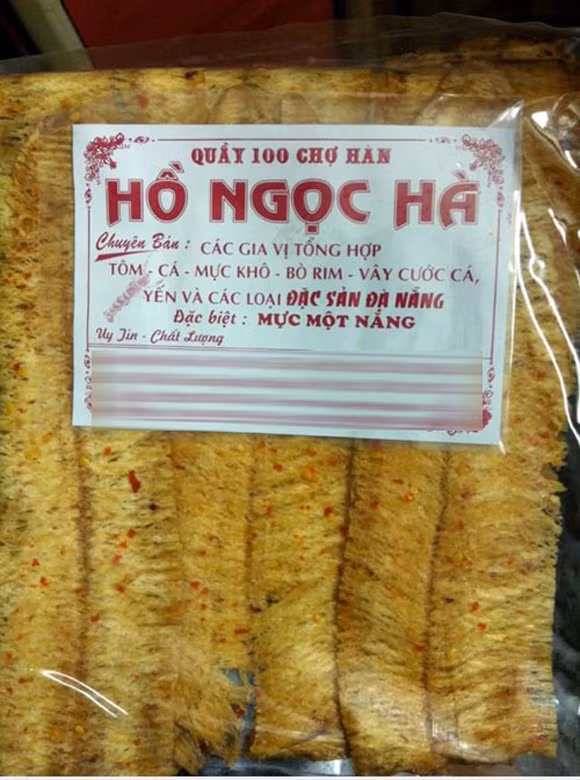 QUẦY 100 CHỢ HÀN
HỒ NGỌC HÀ
Chuyên Bán : CÁC GIA VỊ TỔNG HỢP
TÔM - CÁ - MỰC KHÔ - BÒ RIM - VÂY CƯỚC CÁ,
YẾN VÀ CÁC LOẠI ĐẶC SẢN ĐÀ NẴNG
Đặc biệt : MỰC MỘT NẮNG
Uy Tín - Chất Lượng